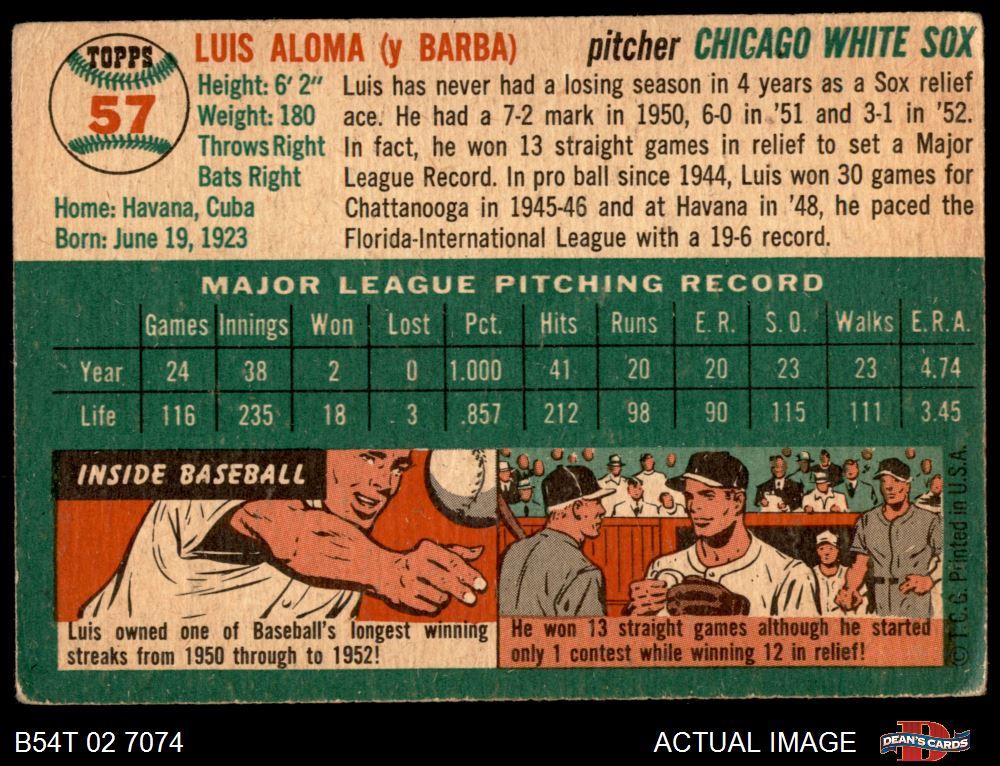 TOPPS
57
LUIS ALOMA (y BARBA)
pitcher CHICAGO WHITE SOX
Height: 6' 2"
Weight: 180
Throws Right
Bats Right
Home: Havana, Cuba
Born: June 19, 1923
Luis has never had a losing season in 4 years as a Sox relief
ace. He had a 7-2 mark in 1950, 6-0 in '51 and 3-1 in '52.
In fact, he won 13 straight games in relief to set a Major
League Record. In pro ball since 1944, Luis won 30 games for
Chattanooga in 1945-46 and at Havana in '48, he paced the
Florida-International League with a 19-6 record.
MAJOR LEAGUE PITCHING RECORD
Games Innings Won Lost Pct. Hits Runs E. R. S. O. Walks E.R.A.
Year 24 38 2 0 1.000 41 20 20 23 23 4.74
Life 116 235 18 3 .857 212 98 90 115 111 3.45
INSIDE BASEBALL
Luis owned one of Baseball's longest winning
streaks from 1950 through to 1952!
He won 13 straight games although he started
only 1 contest while winning 12 in relief!
© T.C.G. Printed in U.S.A.
B54T 02 7074
ACTUAL IMAGE
D
DEAN'S CARDS